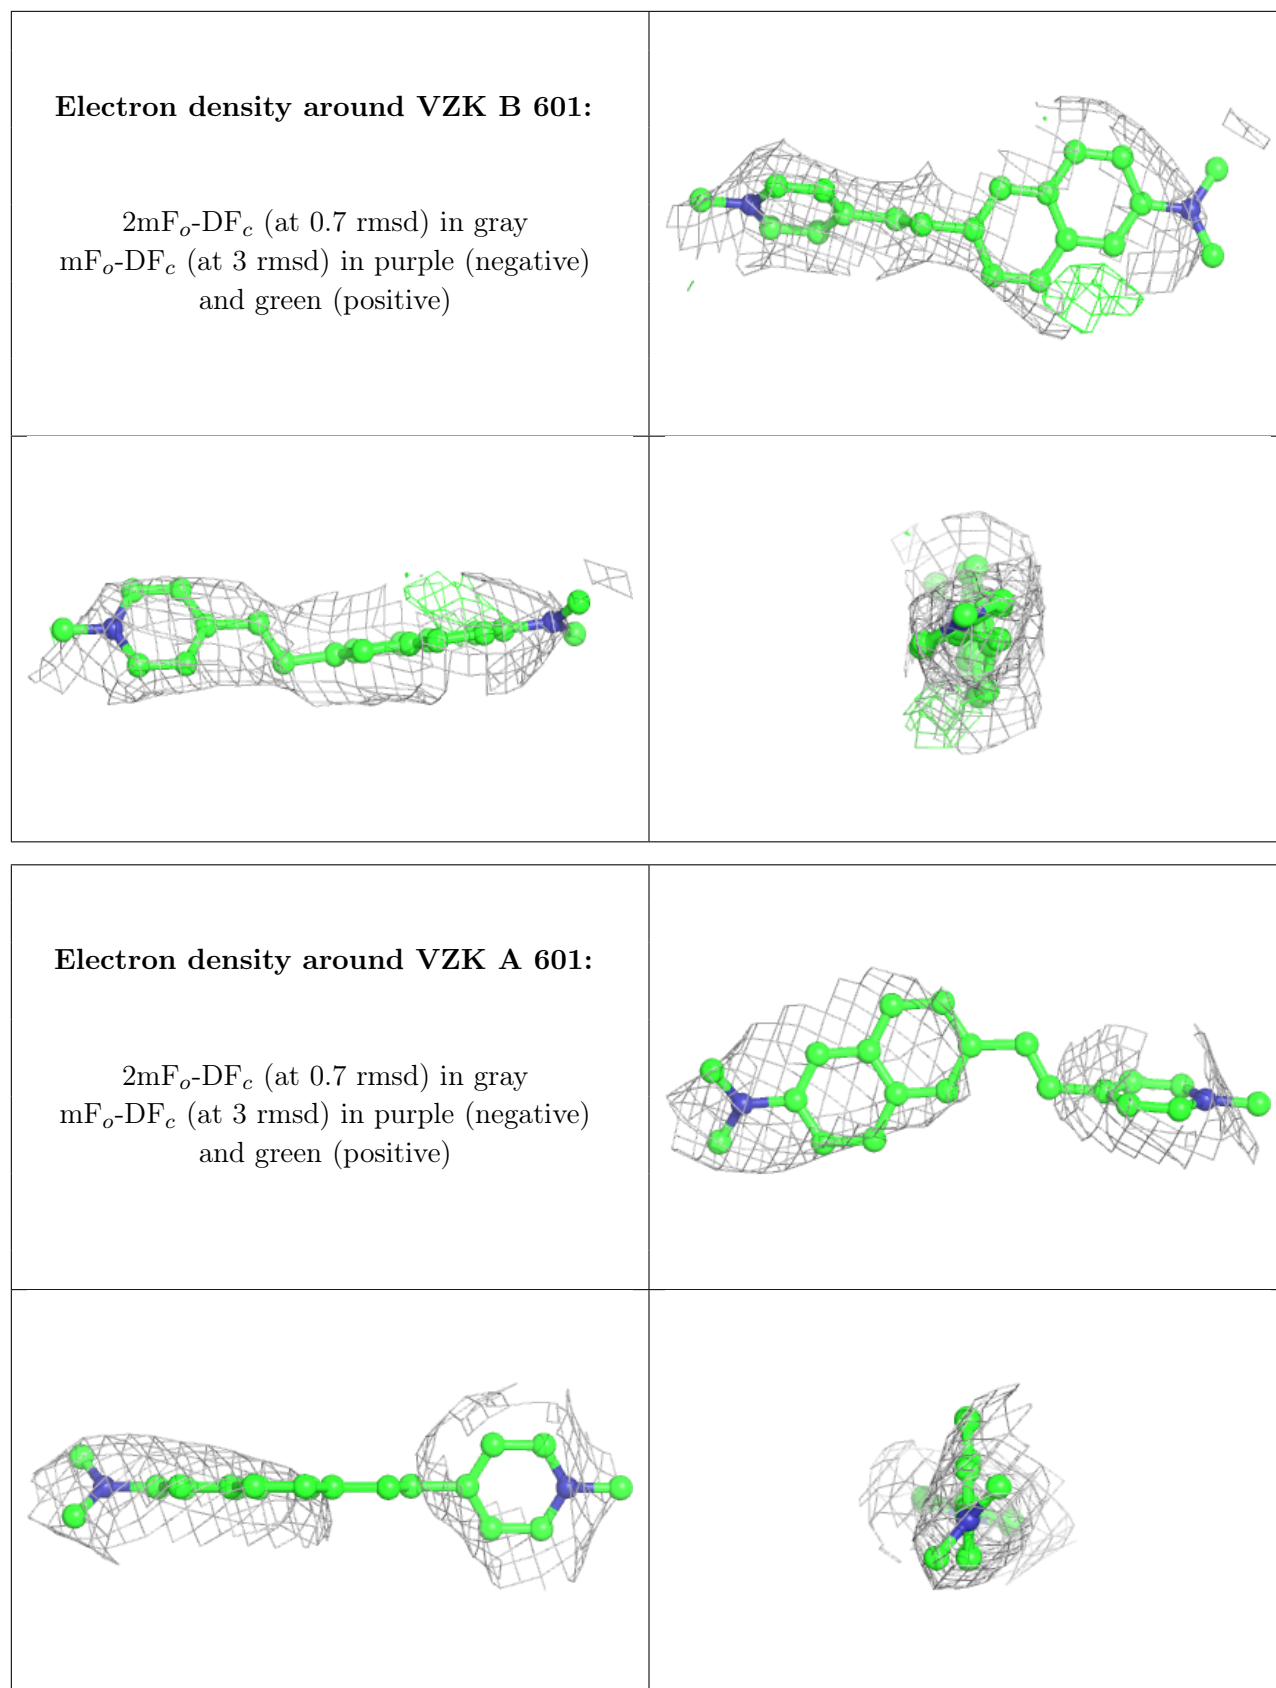 Electron density around VZK B 601:
2mFo-DFc (at 0.7 rmsd) in gray
mFo-DFc (at 3 rmsd) in purple (negative)
and green (positive)
Electron density around VZK A 601:
2mFo-DFc (at 0.7 rmsd) in gray
mFo-DFc (at 3 rmsd) in purple (negative)
and green (positive)